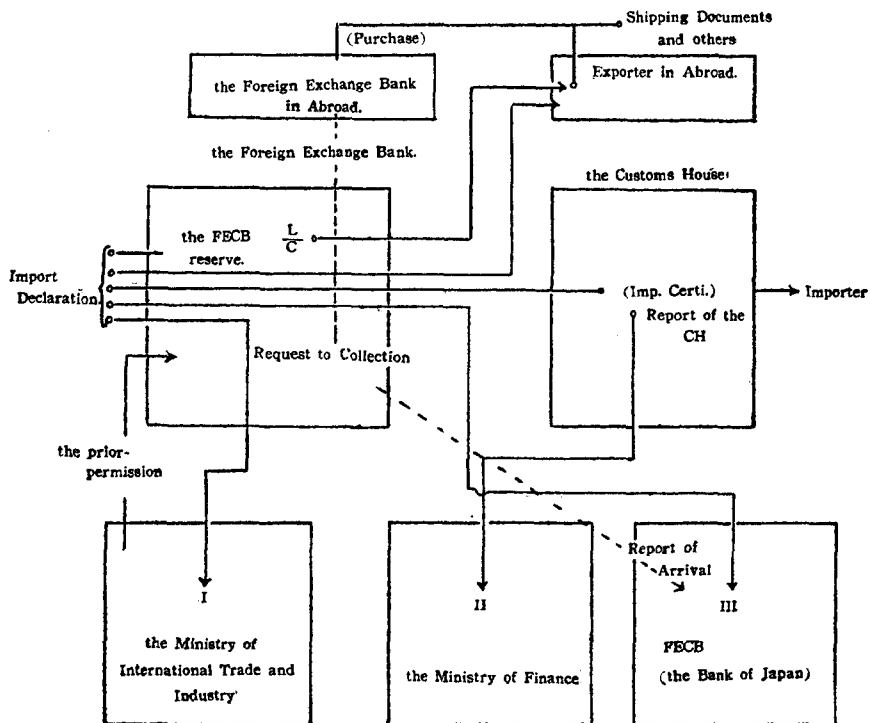 Shipping Documents
and others
(Purchase)
the Foreign Exchange Bank
in Abroad.
Exporter in Abroad.
the Foreign Exchange Bank.
the Customs House
the FECB
reserve.
L
C
Import
Declaration
(Imp. Certi.)
Importer
Report of the
CH
Request to Collection
the prior-
permission
Report of
Arrival
I
II
III
the Ministry of
International Trade and
Industry
the Ministry of Finance
FECB
(the Bank of Japan)